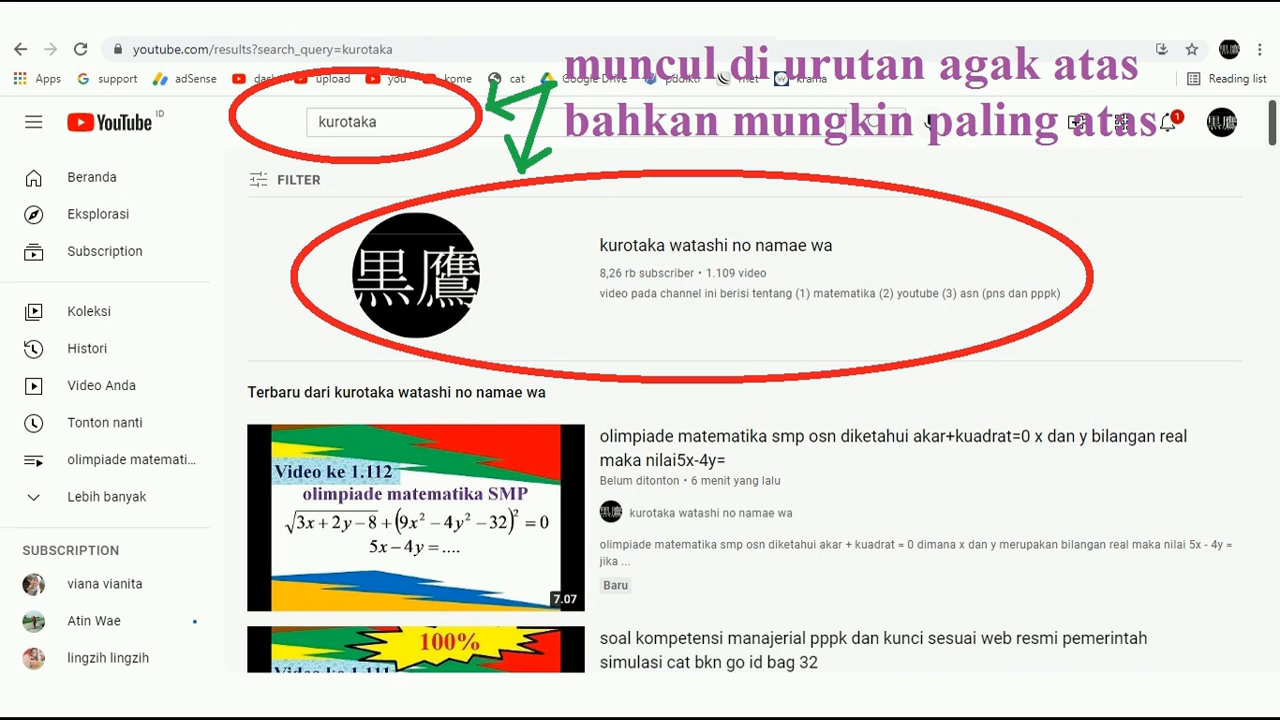 youtube.com/results?search_query=kurotaka
Apps support adSense upload you kome cat
muncul di urutan agak atas
Reading list
YouTube ID
kurotaka
bahkan mungkin paling atas
1
黒鷹
FILTER
Beranda
Eksplorasi
Subscription
黒鷹
kurotaka watashi no namae wa
8,26 rb subscriber • 1.109 video
video pada channel ini berisi tentang (1) matematika (2) youtube (3) asn (pns dan pppk)
Koleksi
Histori
Video Anda
Tonton nanti
olimpiade matemati...
Lebih banyak
SUBSCRIPTION
viana vianita
Atin Wae
lingzih lingzih
Terbaru dari kurotaka watashi no namae wa
Video ke 1.112
olimpiade matematika SMP
√(3x+2y−8)+(9x²−4y²−32)²=0
5x−4y=....
7.07
olimpiade matematika smp osn diketahui akar+kuadrat=0 x dan y bilangan real
maka nilai5x-4y=
Belum ditonton • 6 menit yang lalu
kurotaka watashi no namae wa
olimpiade matematika smp osn diketahui akar + kuadrat = 0 dimana x dan y merupakan bilangan real maka nilai 5x - 4y =
jika ...
Baru
100%
Video ke 1.111
soal kompetensi manajerial pppk dan kunci sesuai web resmi pemerintah
simulasi cat bkn go id bag 32